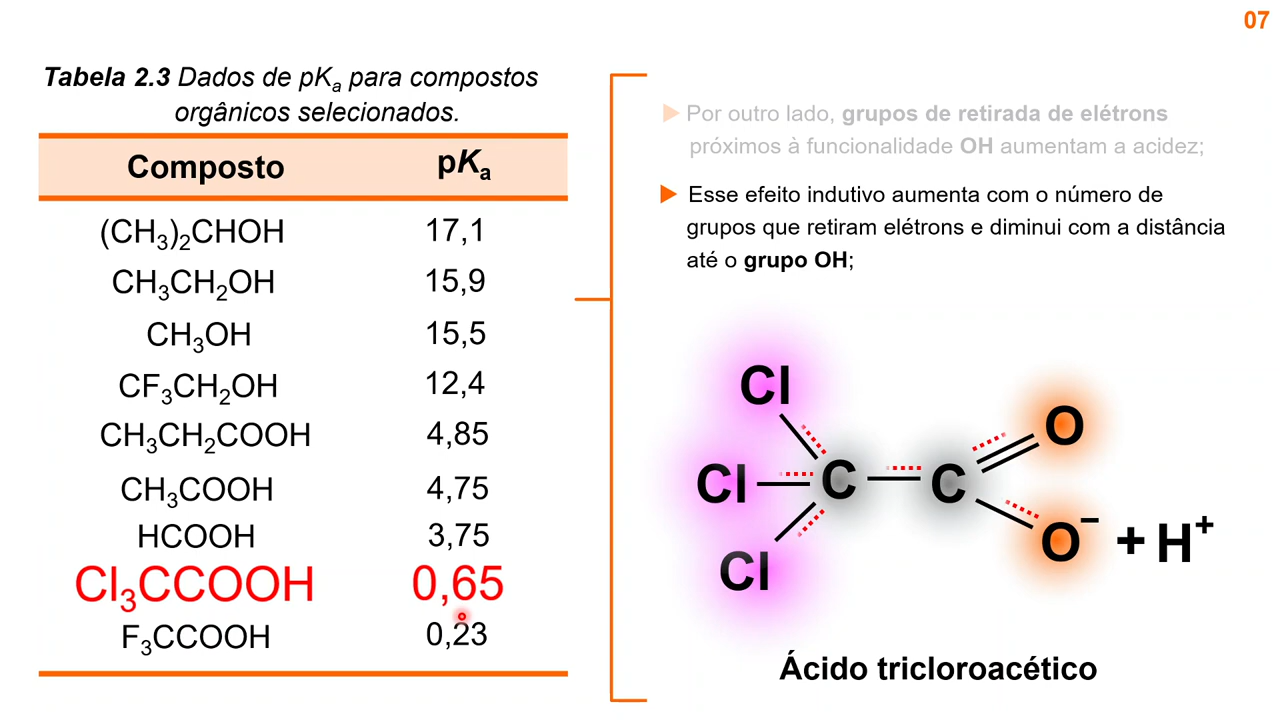 07
Tabela 2.3 Dados de pKₐ para compostos
orgânicos selecionados.
Composto pKₐ
(CH₃)₂CHOH 17,1
CH₃CH₂OH 15,9
CH₃OH 15,5
CF₃CH₂OH 12,4
CH₃CH₂COOH 4,85
CH₃COOH 4,75
HCOOH 3,75
Cl₃CCOOH 0,65
F₃CCOOH 0,23
Por outro lado, grupos de retirada de elétrons
próximos à funcionalidade OH aumentam a acidez;
Esse efeito indutivo aumenta com o número de
grupos que retiram elétrons e diminui com a distância
até o grupo OH;
Cl
O
Cl C C
O⁻ + H⁺
Cl
Ácido tricloroacético